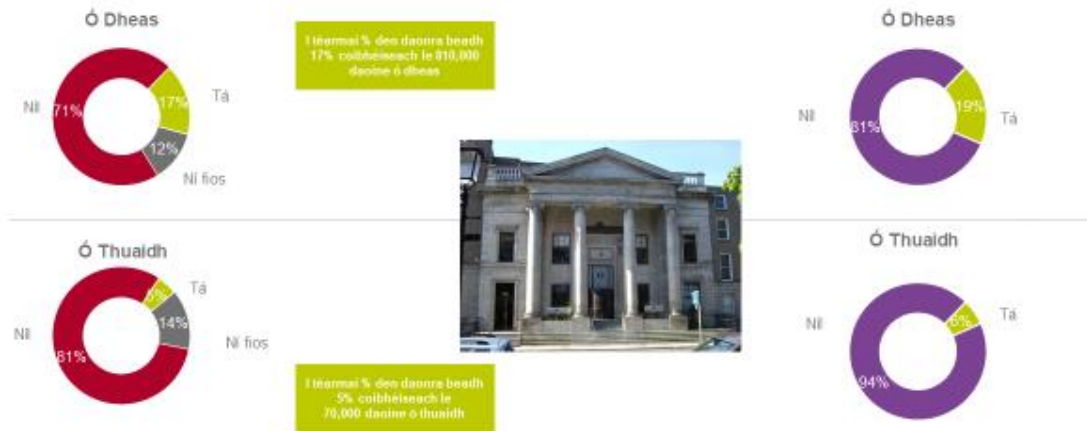 Ó Dheas
Níl
71%
17%
Tá
12%
Ní fios
I téarmaí % den daonra beadh
17% coibhéiseach le 810,000
daoine ó dheas
Ó Dheas
Níl
81%
19%
Tá
Ó Thuaidh
Níl
81%
5%
Tá
14%
Ní fios
I téarmaí % den daonra beadh
5% coibhéiseach le
70,000 daoine ó thuaidh
Ó Thuaidh
Níl
94%
6%
Tá